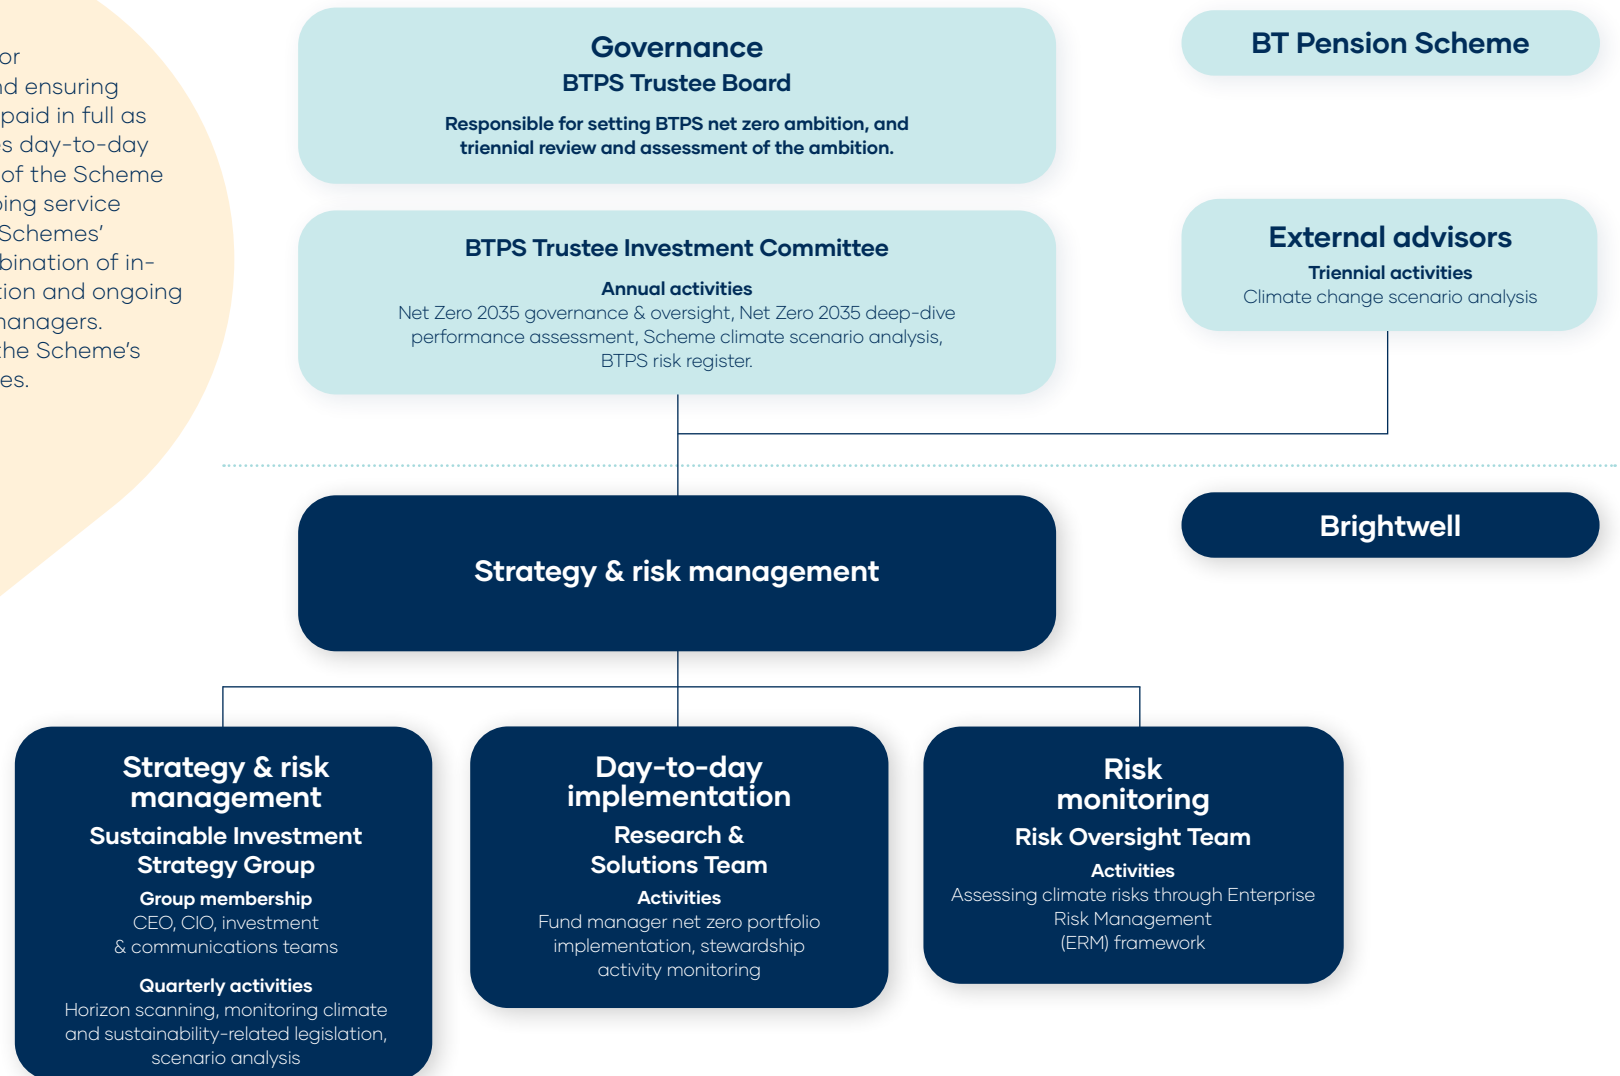 or
nd ensuring
paid in full as
es day-to-day
of the Scheme
ing service
Schemes'
bination of in-
tion and ongoing
managers.
the Scheme's
es.
Governance
BTPS Trustee Board
Responsible for setting BTPS net zero ambition, and
triennial review and assessment of the ambition.
BT Pension Scheme
BTPS Trustee Investment Committee
Annual activities
Net Zero 2035 governance & oversight, Net Zero 2035 deep-dive
performance assessment, Scheme climate scenario analysis,
BTPS risk register.
External advisors
Triennial activities
Climate change scenario analysis
Strategy & risk management
Brightwell
Strategy & risk
management
Sustainable Investment
Strategy Group
Group membership
CEO, CIO, investment
& communications teams
Quarterly activities
Horizon scanning, monitoring climate
and sustainability-related legislation,
scenario analysis
Day-to-day
implementation
Research &
Solutions Team
Activities
Fund manager net zero portfolio
implementation, stewardship
activity monitoring
Risk
monitoring
Risk Oversight Team
Activities
Assessing climate risks through Enterprise
Risk Management
(ERM) framework